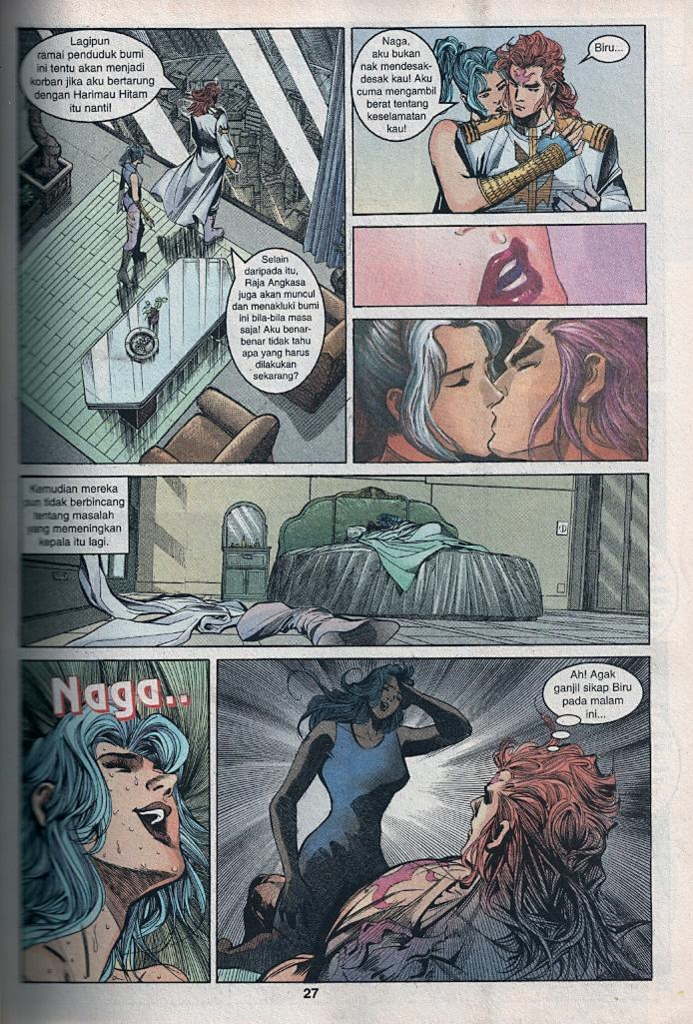 Lagipun
ramai penduduk bumi
ini tentu akan menjadi
korban jika aku bertarung
dengan Harimau Hitam
itu nanti!
Selain
daripada itu,
Raja Angkasa
juga akan muncul
dan menakluki bumi
ini bila-bila masa
saja! Aku benar-
benar tidak tahu
apa yang harus
dilakukan
sekarang?
Naga,
aku bukan
nak mendesak-
desak kau! Aku
cuma mengambil
berat tentang
keselamatan
kau!
Biru...
Kemudian mereka
pun tidak berbincang
tentang masalah
yang memeningkan
kepala itu lagi.
Naga..
Ah! Agak
ganjil sikap Biru
pada malam
ini...
27